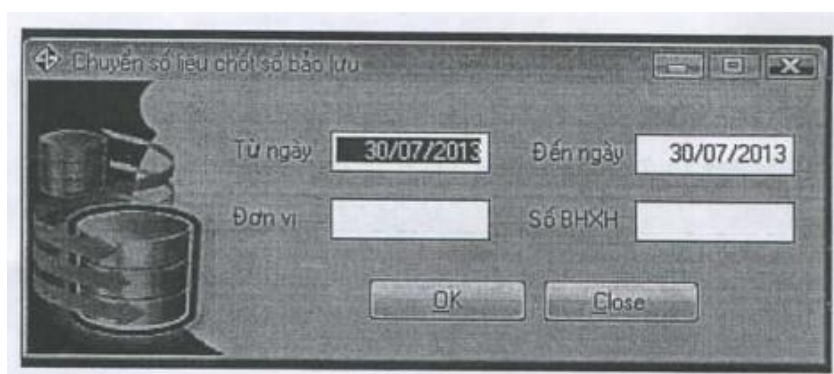 Chuyển số liệu chốt sổ bảo lưu
Từ ngày 30/07/2013 Đến ngày 30/07/2013
Đơn vị Số BHXH
OK Close